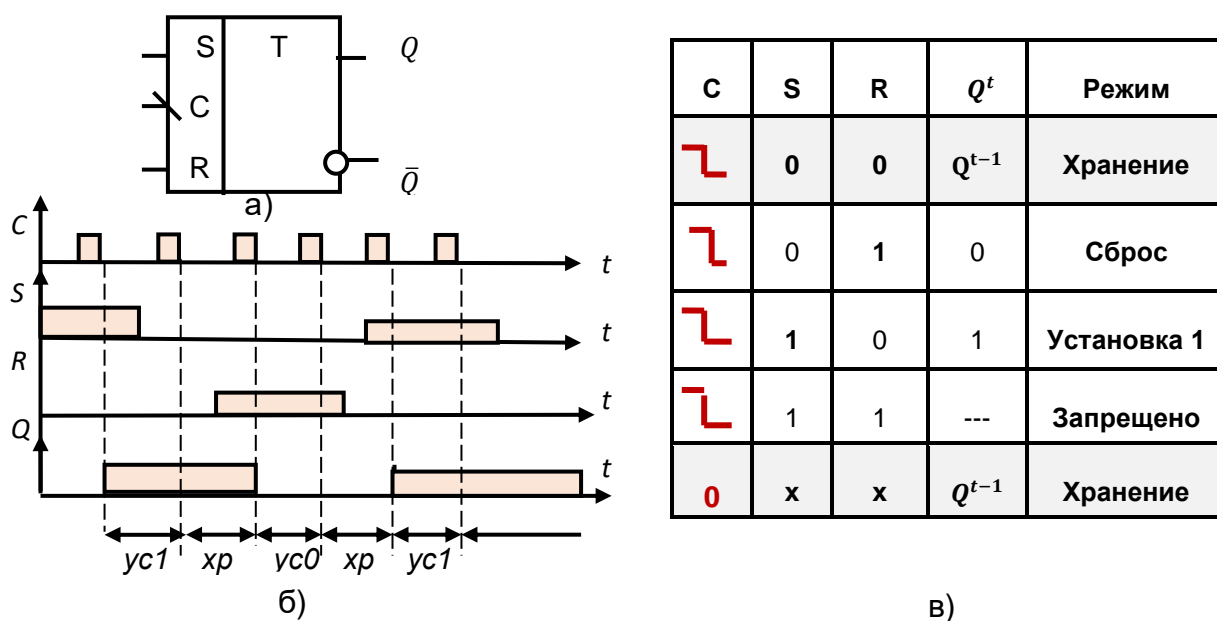 S T Q
C
R Q̄
а)
C
t
S
t
R
t
Q
t
ус1 хр ус0 хр ус1
б)
C S R Qᵗ Режим
0 0 Qᵗ⁻¹ Хранение
0 1 0 Сброс
1 0 1 Установка 1
1 1 --- Запрещено
0 x x Qᵗ⁻¹ Хранение
в)